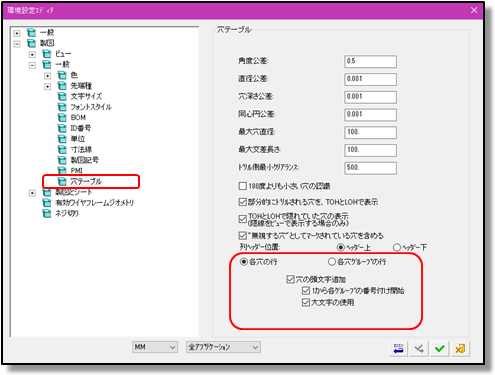 環境設定エディタ
一般
製図
ビュー
一般
色
先端種
文字サイズ
フォントスタイル
BOM
ID番号
単位
寸法線
製図記号
PMI
穴テーブル
製図とシート
有効ワイヤフレームジオメトリ
ネジ切り
穴テーブル
角度公差: 0.5
直径公差: 0.001
穴深さ公差: 0.001
同心円公差: 0.001
最大穴直径: 100.
最大交差長さ: 100.
ドリル側最小クリアランス: 500.
180度よりも小さい穴の認識
部分的にドリルされる穴を、TOHとLOHで表示
TOHとLOHで隠れていた穴の表示
(隠線をビューで表示する場合のみ)
"無視する穴"としてマークされている穴を含める
列ヘッダー位置: ヘッダー上 ヘッダー下
各穴の行 各穴グループの行
穴の頭文字追加
1から各グループの番号付け開始
大文字の使用
MM 全アプリケーション